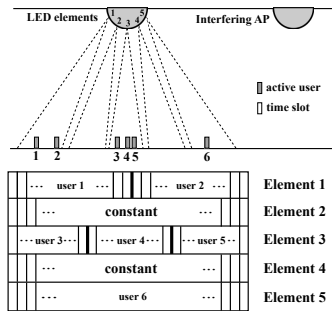 LED elements
Interfering AP
1 2 3 4 5
active user
time slot
1 2 3 4 5 6
··· user 1 ··· ··· user 2 ··· Element 1
··· constant ··· Element 2
user 3 ··· ··· user 4 ··· ··· user 5 Element 3
··· constant ··· Element 4
··· user 6 ··· Element 5